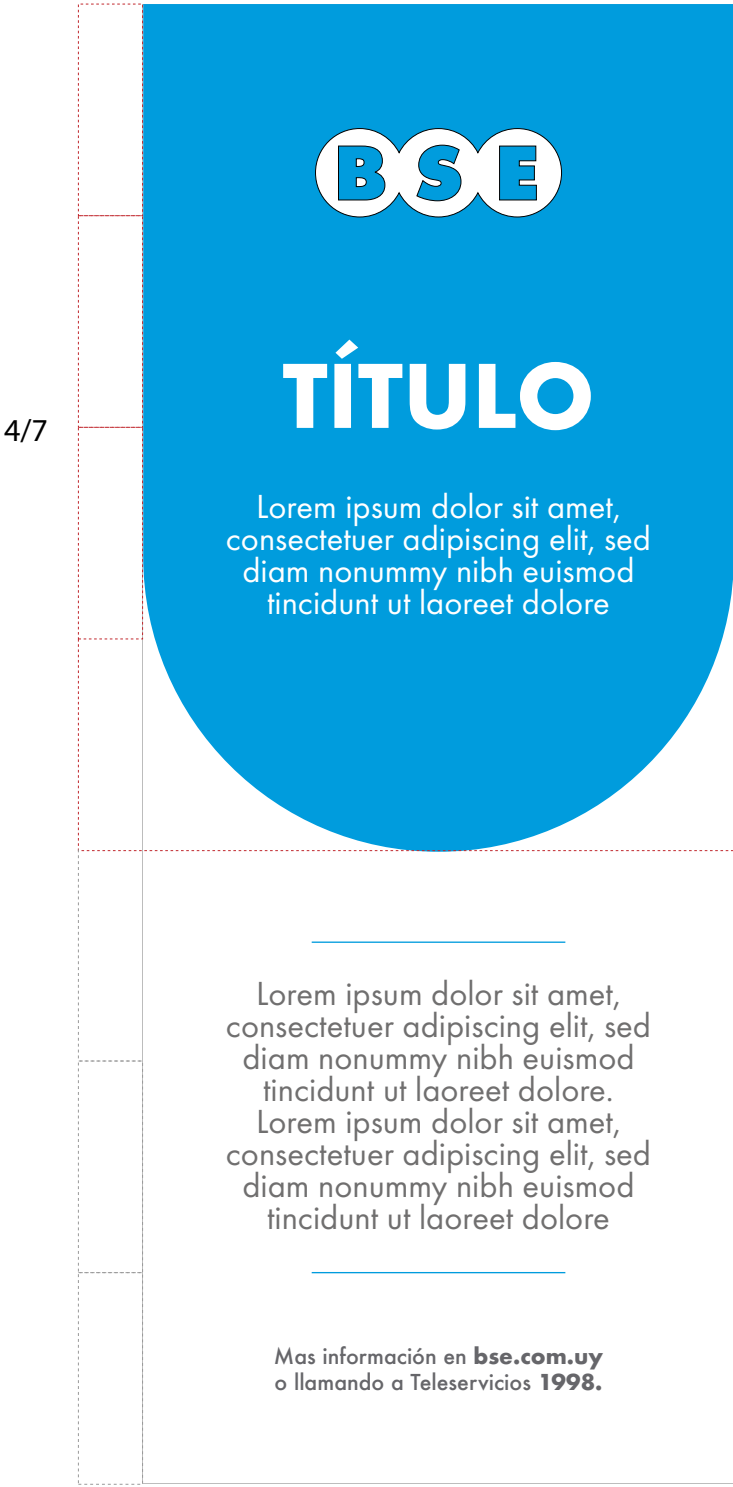 BSE
TÍTULO
4/7
Lorem ipsum dolor sit amet,
consectetuer adipiscing elit, sed
diam nonummy nibh euismod
tincidunt ut laoreet dolore
Lorem ipsum dolor sit amet,
consectetuer adipiscing elit, sed
diam nonummy nibh euismod
tincidunt ut laoreet dolore.
Lorem ipsum dolor sit amet,
consectetuer adipiscing elit, sed
diam nonummy nibh euismod
tincidunt ut laoreet dolore
Mas información en bse.com.uy
o llamando a Teleservicios 1998.